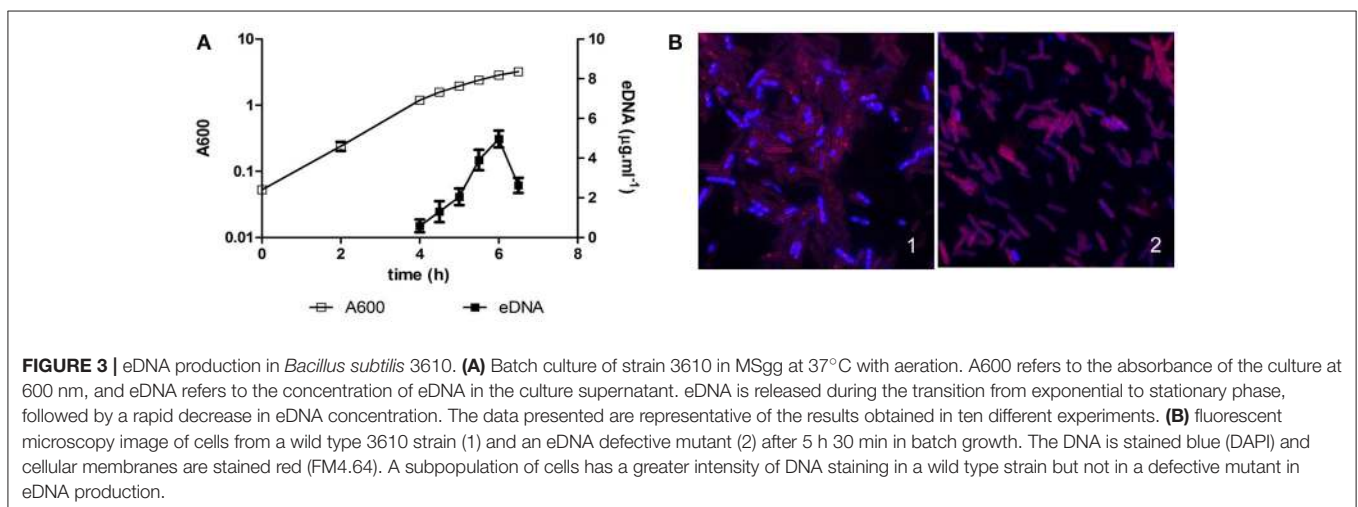 A
B
10
1
0.1
0.01
A600
10
8
6
4
2
0
eDNA (μg.ml⁻¹)
0 2 4 6 8
time (h)
A600 eDNA
1
2
FIGURE 3 | eDNA production in Bacillus subtilis 3610. (A) Batch culture of strain 3610 in MSgg at 37°C with aeration. A600 refers to the absorbance of the culture at
600 nm, and eDNA refers to the concentration of eDNA in the culture supernatant. eDNA is released during the transition from exponential to stationary phase,
followed by a rapid decrease in eDNA concentration. The data presented are representative of the results obtained in ten different experiments. (B) fluorescent
microscopy image of cells from a wild type 3610 strain (1) and an eDNA defective mutant (2) after 5 h 30 min in batch growth. The DNA is stained blue (DAPI) and
cellular membranes are stained red (FM4.64). A subpopulation of cells has a greater intensity of DNA staining in a wild type strain but not in a defective mutant in
eDNA production.